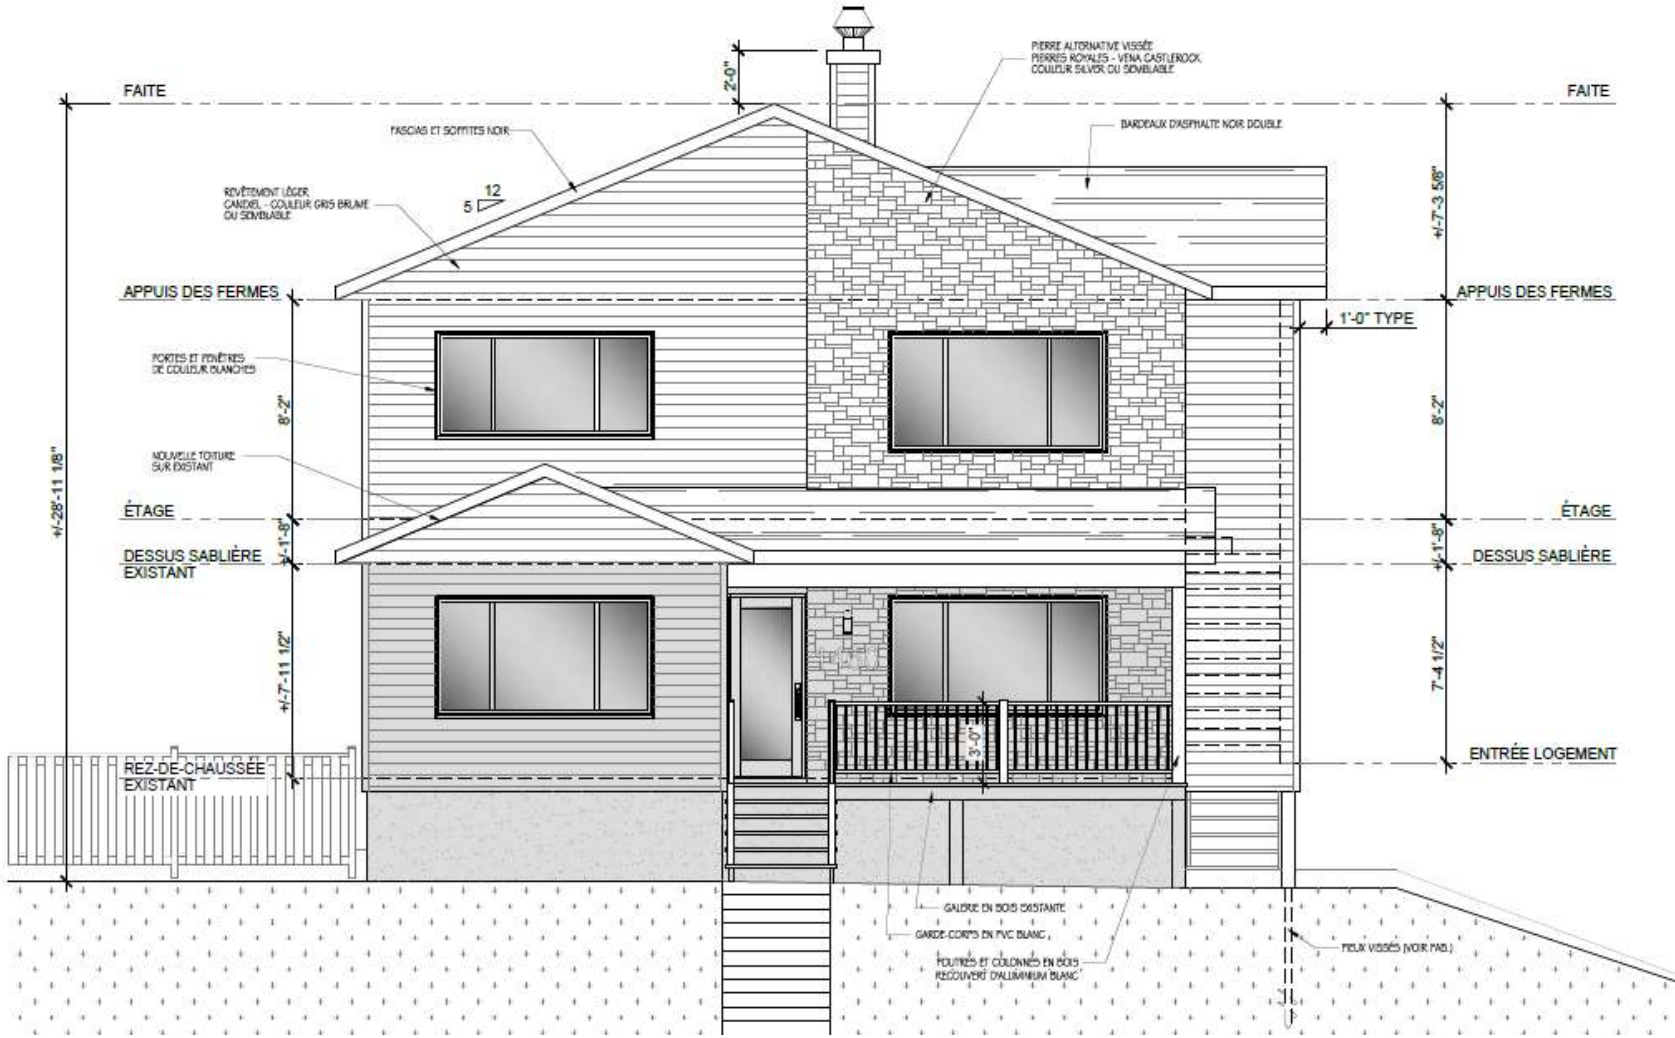 PIERRE ALTERNATIVE VISSÉE
PIERRES ROYALES - VENA CASTLEROCK
COULEUR SILVER OU SEMBLABLE
2'-0"
FAITE
FAITE
FASCIAS ET SOFFITES NOIR
BARDEAUX D'ASPHALTE NOIR DOUBLE
REVÊTEMENT LÉGER
CANEXEL - COULEUR GRIS BRUME
OU SEMBLABLE
12
5
+/-7'-3 5/8"
APPUIS DES FERMES
APPUIS DES FERMES
1'-0" TYPE
PORTES ET FENÊTRES
DE COULEUR BLANCHES
8'-2"
8'-2"
NOUVELLE TOITURE
SUR EXISTANT
+/-28'-11 1/8"
ÉTAGE
ÉTAGE
+/-1'-8"
+/-1'-8"
DESSUS SABLIÈRE
EXISTANT
DESSUS SABLIÈRE
+/-7'-11 1/2"
7'-4 1/2"
3'-0"
REZ-DE-CHAUSSÉE
EXISTANT
ENTRÉE LOGEMENT
GALERIE EN BOIS EXISTANTE
GARDE-CORPS EN PVC BLANC
POUTRES ET COLONNES EN BOIS
RECOUVERT D'ALUMINIUM BLANC
PIEUX VISSÉS (VOIR FAB.)